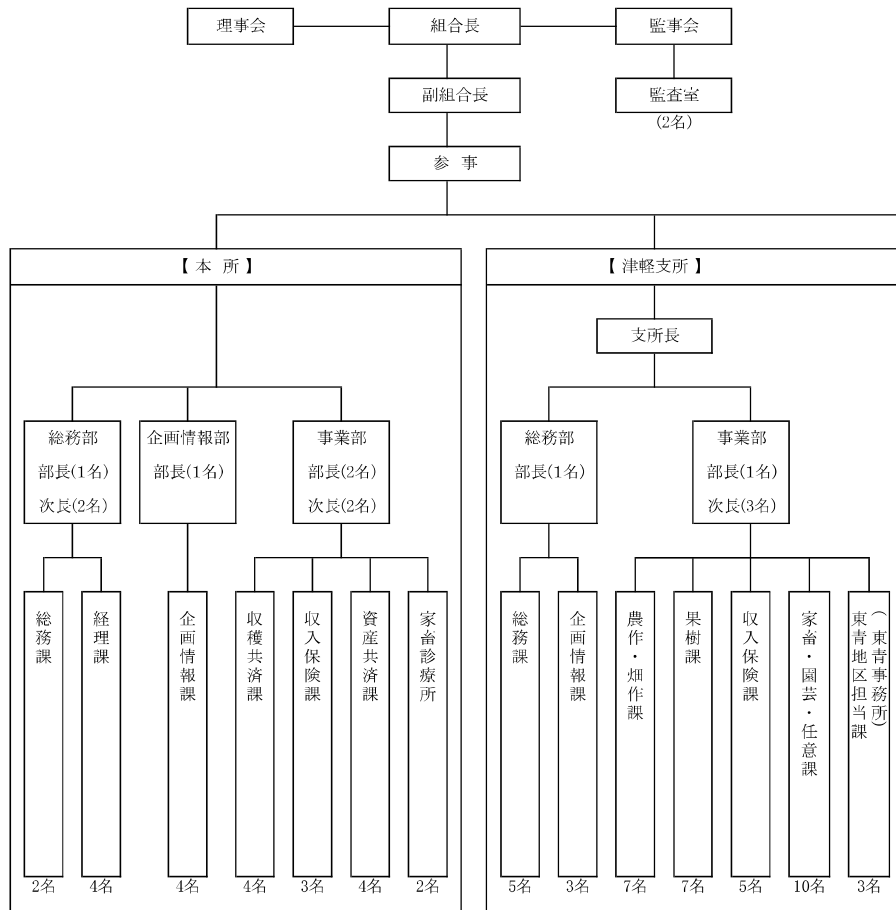 理事会
組合長
監事会
副組合長
監査室
(2名)
参 事
【 本 所 】
【 津軽支所 】
支所長
総務部
部長(1名)
次長(2名)
企画情報部
部長(1名)
事業部
部長(2名)
次長(2名)
総務部
部長(1名)
事業部
部長(1名)
次長(3名)
総務課
経理課
企画情報課
収穫共済課
収入保険課
資産共済課
家畜診療所
総務課
企画情報課
農作・畑作課
果樹課
収入保険課
家畜・園芸・任意課
(東青事務所)
東青地区担当課
2名
4名
4名
4名
3名
4名
2名
5名
3名
7名
7名
5名
10名
3名